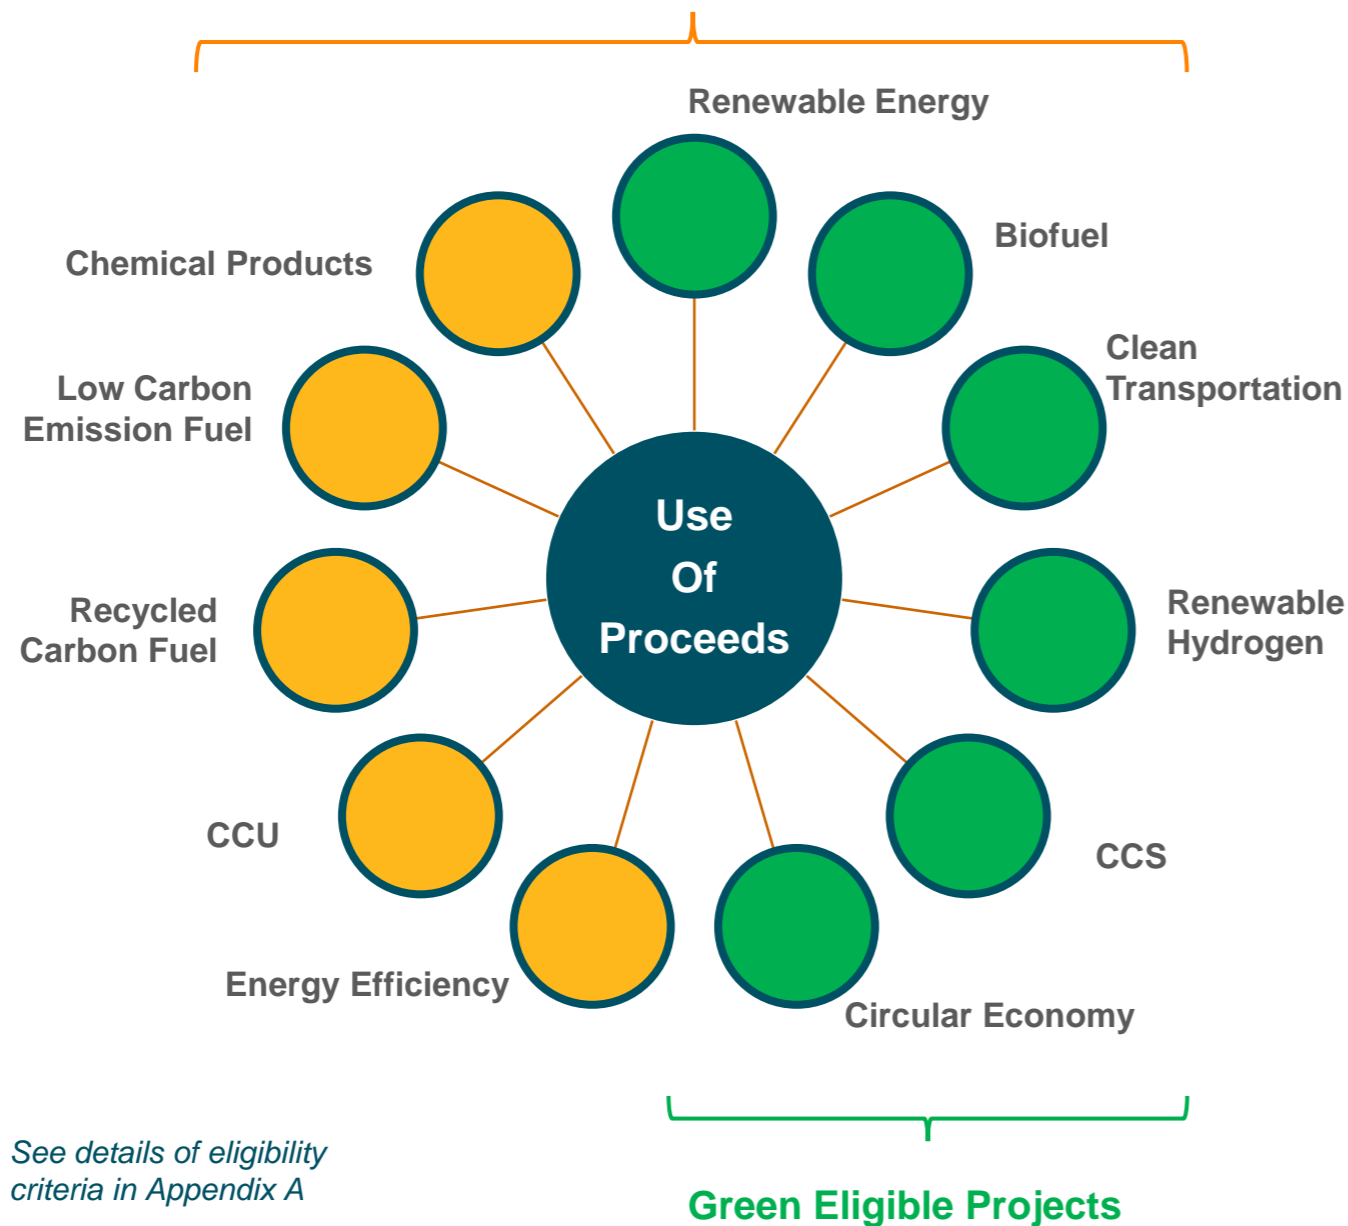 Renewable Energy
Biofuel
Chemical Products
Clean
Transportation
Low Carbon
Emission Fuel
Use
Of
Proceeds
Renewable
Hydrogen
Recycled
Carbon Fuel
CCU
CCS
Energy Efficiency
Circular Economy
See details of eligibility
criteria in Appendix A
Green Eligible Projects